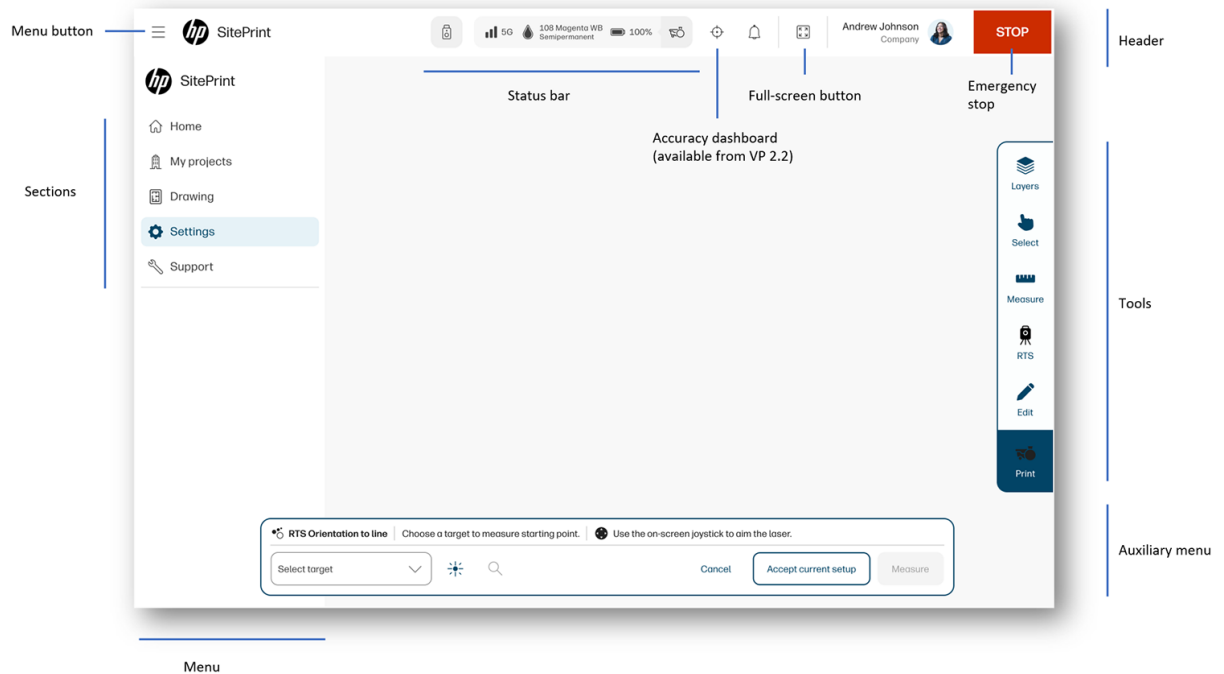 Menu button
hp SitePrint
5G
108 Magenta WB
Semipermanent
100%
Andrew Johnson
Company
STOP
Header
hp SitePrint
Status bar
Full-screen button
Emergency
stop
Accuracy dashboard
(available from VP 2.2)
Sections
Home
My projects
Drawing
Settings
Support
Layers
Select
Measure
RTS
Edit
Print
Tools
RTS Orientation to line
Choose a target to measure starting point.
Use the on-screen joystick to aim the laser.
Select target
Cancel
Accept current setup
Measure
Auxiliary menu
Menu